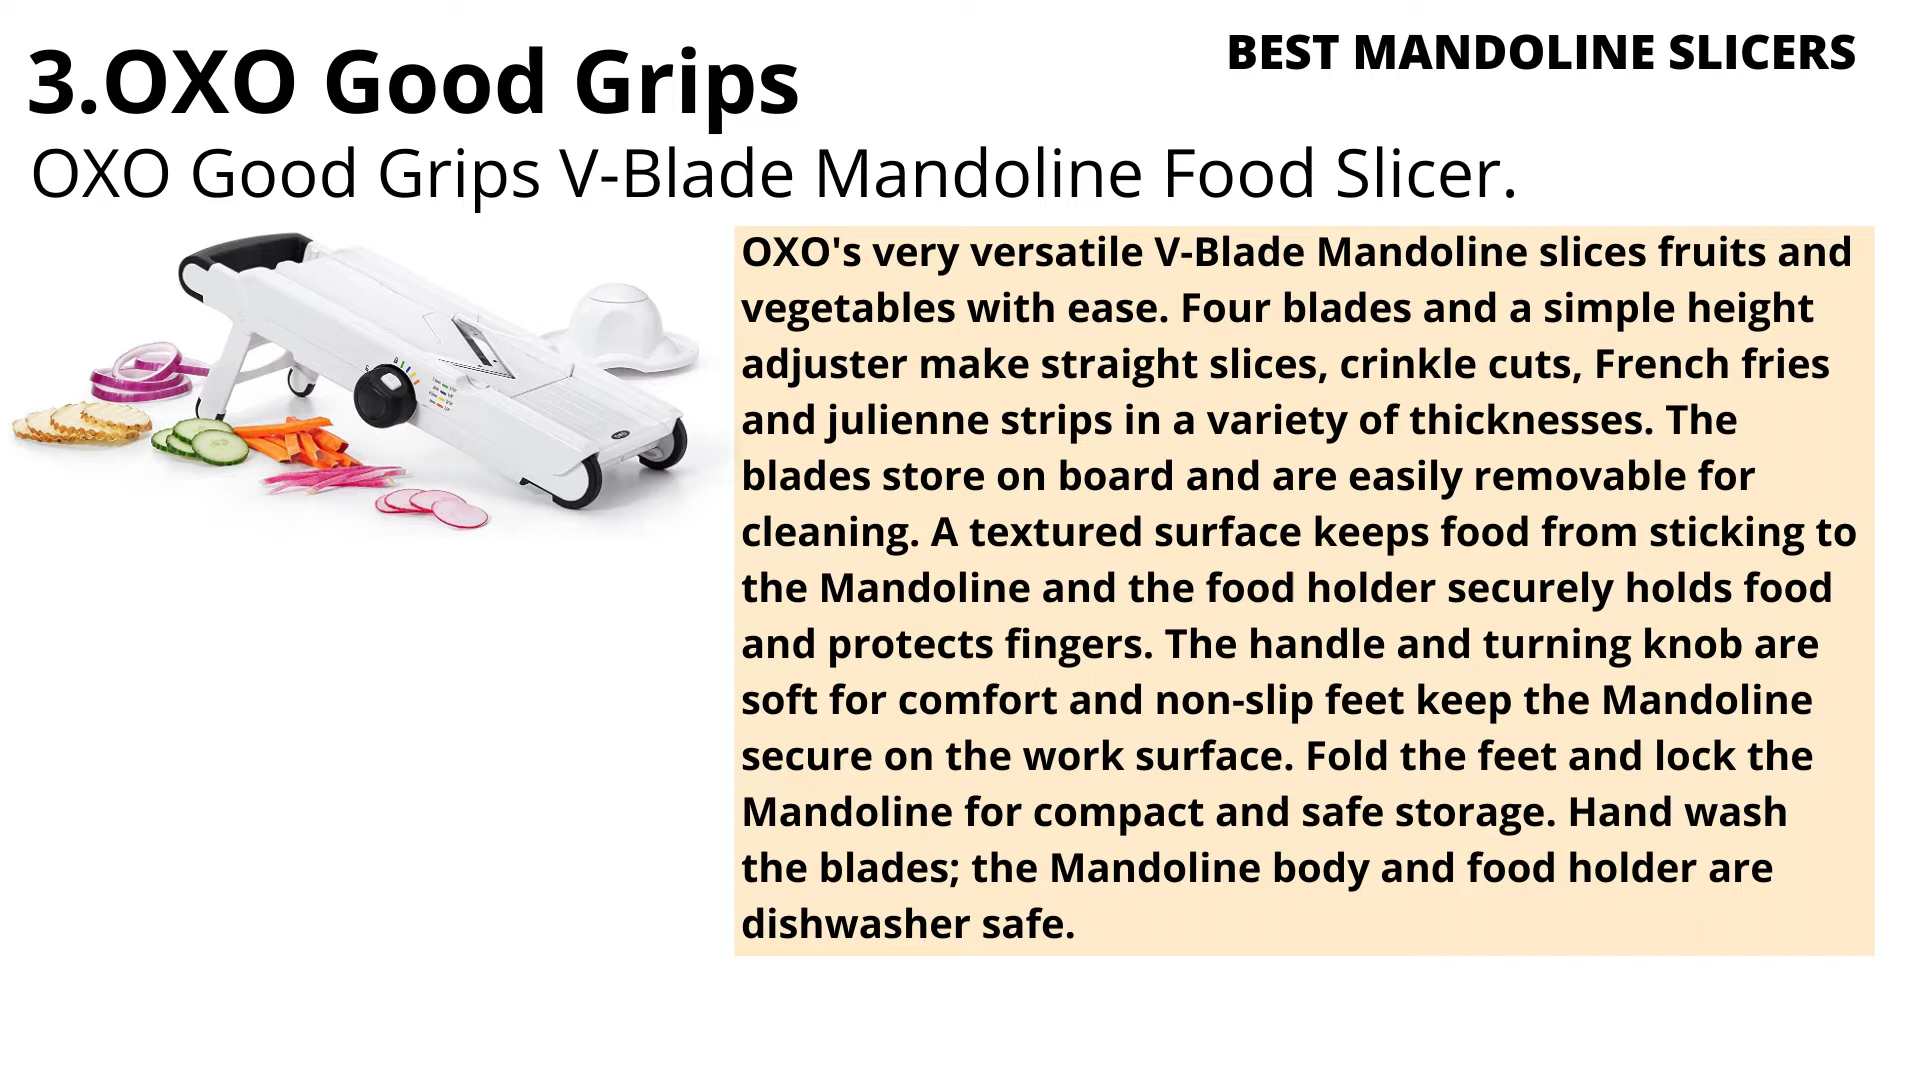 3.OXO Good Grips
BEST MANDOLINE SLICERS
OXO Good Grips V-Blade Mandoline Food Slicer.
OXO's very versatile V-Blade Mandoline slices fruits and
vegetables with ease. Four blades and a simple height
adjuster make straight slices, crinkle cuts, French fries
and julienne strips in a variety of thicknesses. The
blades store on board and are easily removable for
cleaning. A textured surface keeps food from sticking to
the Mandoline and the food holder securely holds food
and protects fingers. The handle and turning knob are
soft for comfort and non-slip feet keep the Mandoline
secure on the work surface. Fold the feet and lock the
Mandoline for compact and safe storage. Hand wash
the blades; the Mandoline body and food holder are
dishwasher safe.